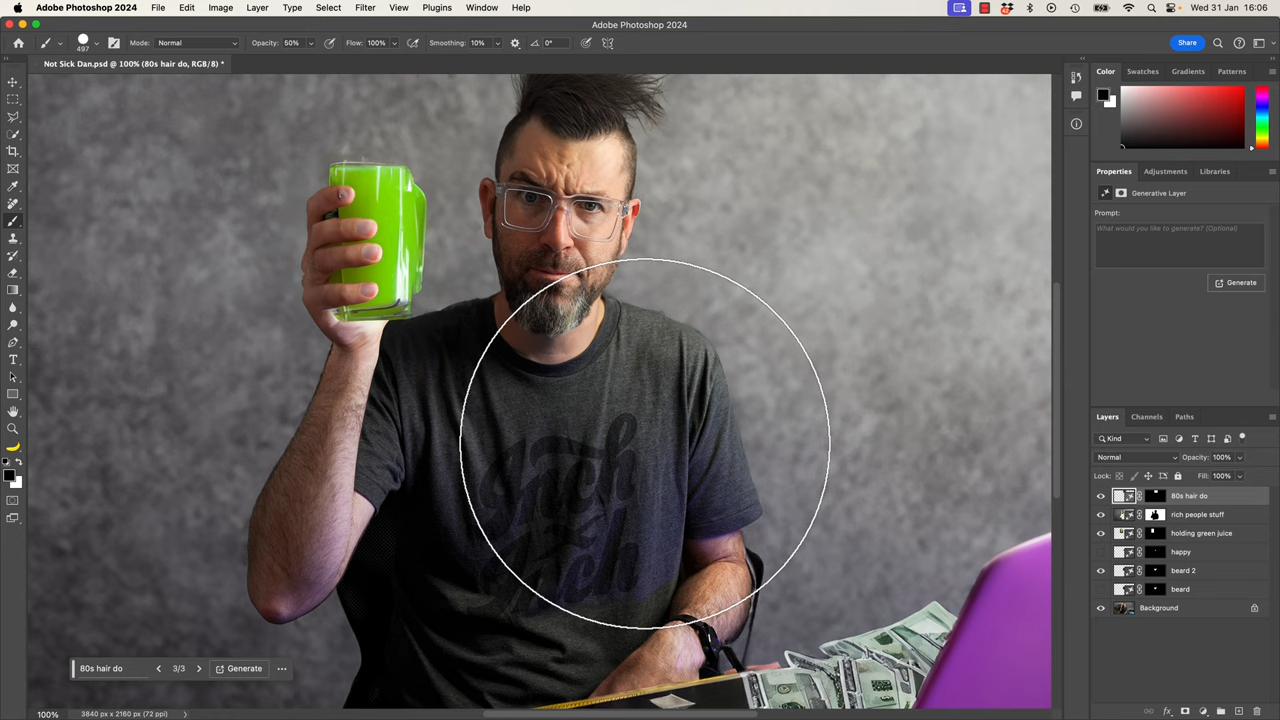 Adobe Photoshop 2024 File Edit Image Layer Type Select Filter View Plugins Window Help Wed 31 Jan 16:06
Adobe Photoshop 2024
497 Mode: Normal Opacity: 50% Flow: 100% Smoothing: 10% 0° Share
Not Sick Dan.psd @ 100% (80s hair do, RGB/8) *
Color Swatches Gradients Patterns
Properties Adjustments Libraries
Generative Layer
Prompt:
What would you like to generate? (Optional)
Generate
Layers Channels Paths
Kind
Normal Opacity: 100%
Lock: Fill: 100%
80s hair do
rich people stuff
holding green juice
happy
beard 2
beard
Background
80s hair do 3/3 Generate
100% 3840 px x 2160 px (72 ppi)